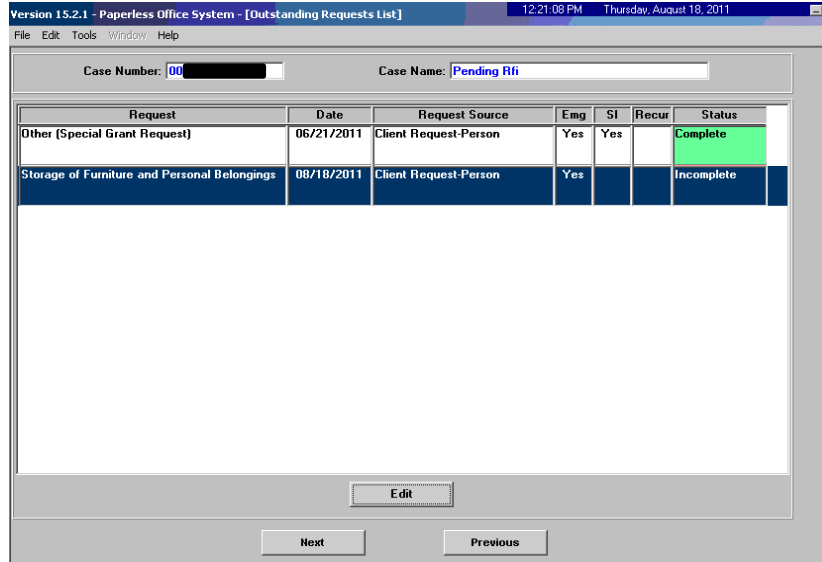 Version 15.2.1 - Paperless Office System - [Outstanding Requests List] 12:21:08 PM Thursday, August 18, 2011
File Edit Tools Window Help
Case Number: 00 Case Name: Pending Rfi
Request Date Request Source Emg SI Recur Status
Other (Special Grant Request) 06/21/2011 Client Request-Person Yes Yes Complete
Storage of Furniture and Personal Belongings 08/18/2011 Client Request-Person Yes Incomplete
Edit
Next Previous